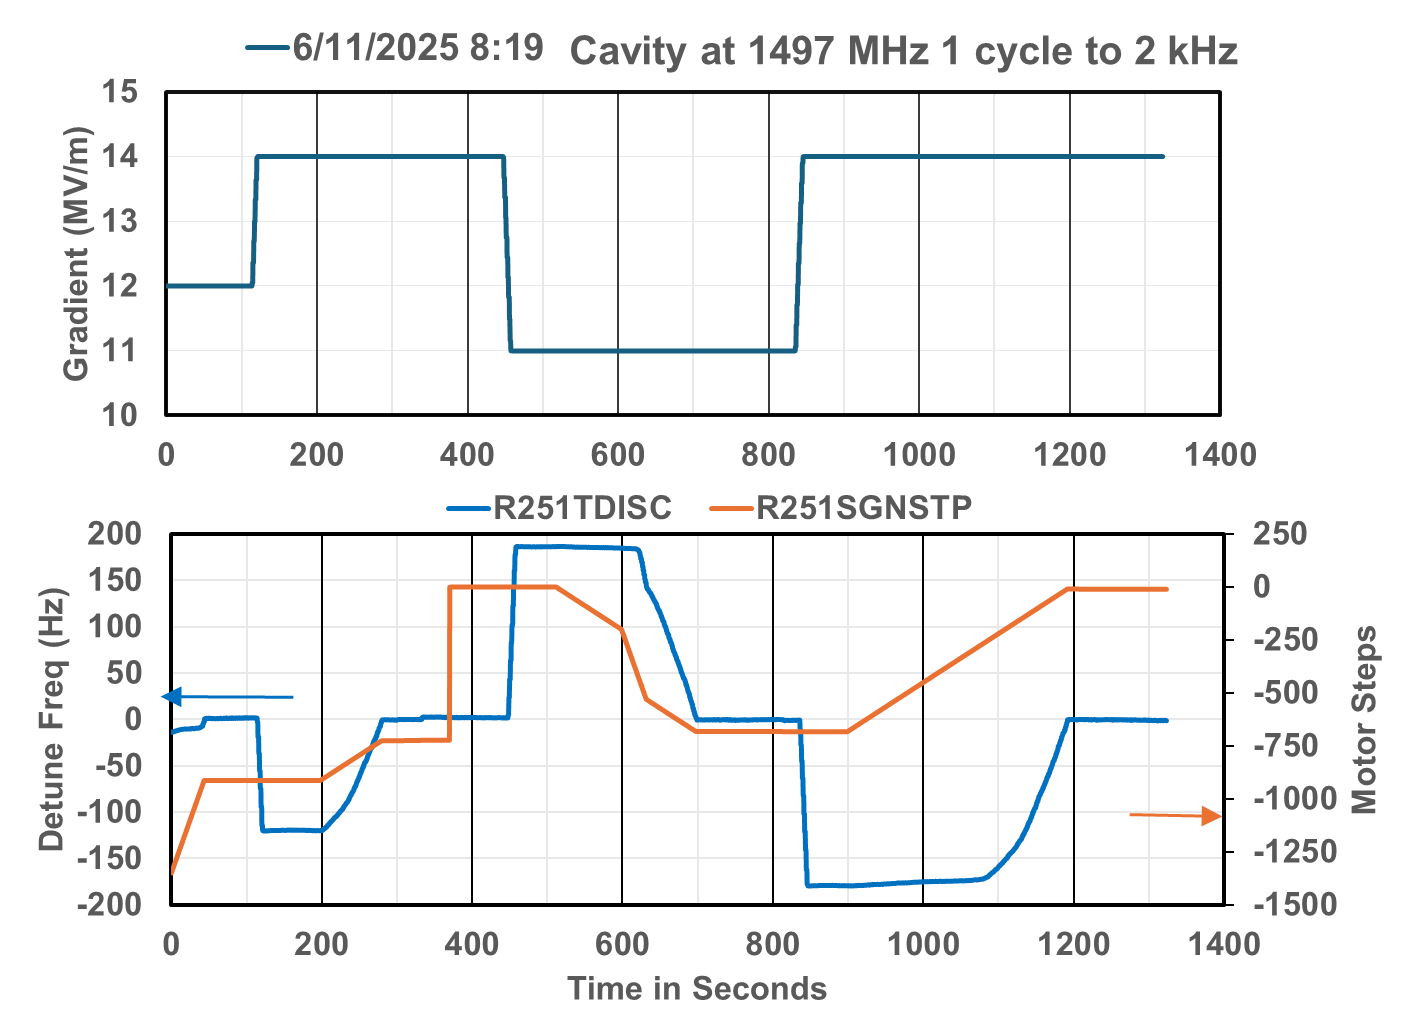 6/11/2025 8:19 Cavity at 1497 MHz 1 cycle to 2 kHz
15
14
13
12
11
10
Gradient (MV/m)
0 200 400 600 800 1000 1200 1400
R251TDISC R251SGNSTP
200 250
150 0
100 -250
50 -500
0 -750
-50 -1000
-100 -1250
-150 -1500
-200
Detune Freq (Hz)
Motor Steps
0 200 400 600 800 1000 1200 1400
Time in Seconds